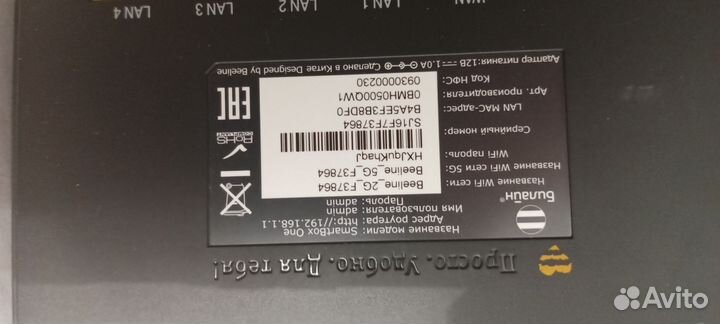 Просто. Удобно. Для тебя!
Билайн®
Название модели: SmartBox One
Адрес роутера: http://192.168.1.1
Имя пользователя: admin
Пароль: admin
Название WiFi сети: Beeline_2G_F37864
Название WiFi сети 5G: Beeline_5G_F37864
WiFi пароль: HXJqukhaqJ
Серийный номер: SJ16F7F37864
LAN MAC-адрес: B4A5EF3B8DF0
Арт. производителя: 0BMH0500QW1
Код НФС: 0930000230
Адаптер питания: 12В 1.0А Сделано в Китае Designed by Beeline
RoHS
COMPLIANT
EAC
WAN LAN 1 LAN 2 LAN 3 LAN 4
Avito